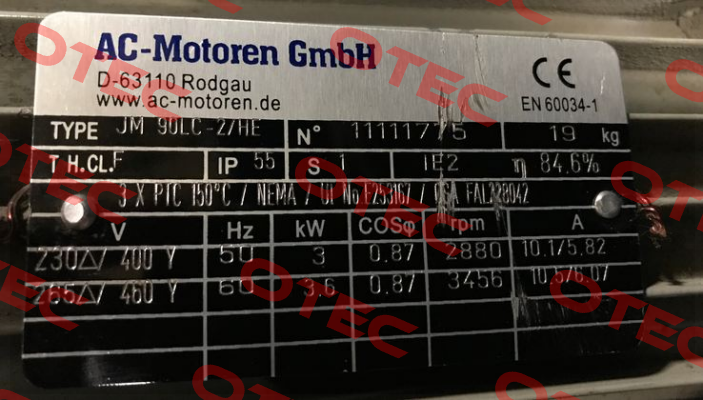 AC-Motoren GmbH
D-63110 Rodgau
www.ac-motoren.de
CE
EN 60034-1
TYPE JM 90LC-2/HE N° 11111775 19 kg
T H.CL.F IP 55 S 1 IE2 η 84.6%
3 X PTC 150°C / NEMA / Ul No E253167 / CSA FAL228042
V Hz kW COSφ rpm A
230Δ/ 400 Y 50 3 0.87 2880 10.1/5.82
265Δ/ 460 Y 60 3.6 0.87 3456 10.5/6.07
OTEC